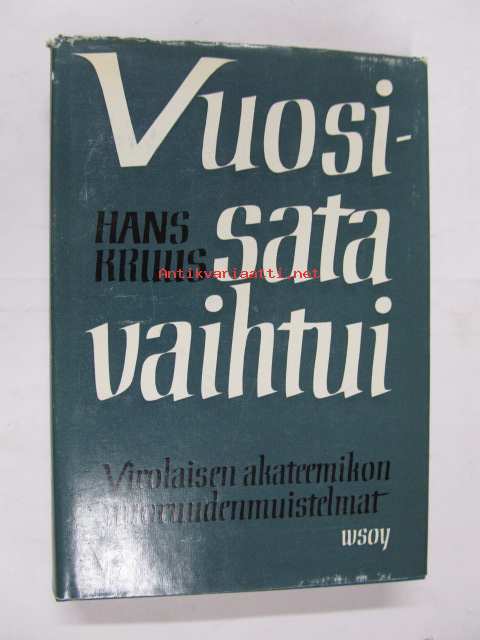 Vuosi-
HANS
sata
KRUUS
Antikvariaatti.net
vaihtui
Virolaisen akateemikon
nuoruudenmuistelmat
wsoy